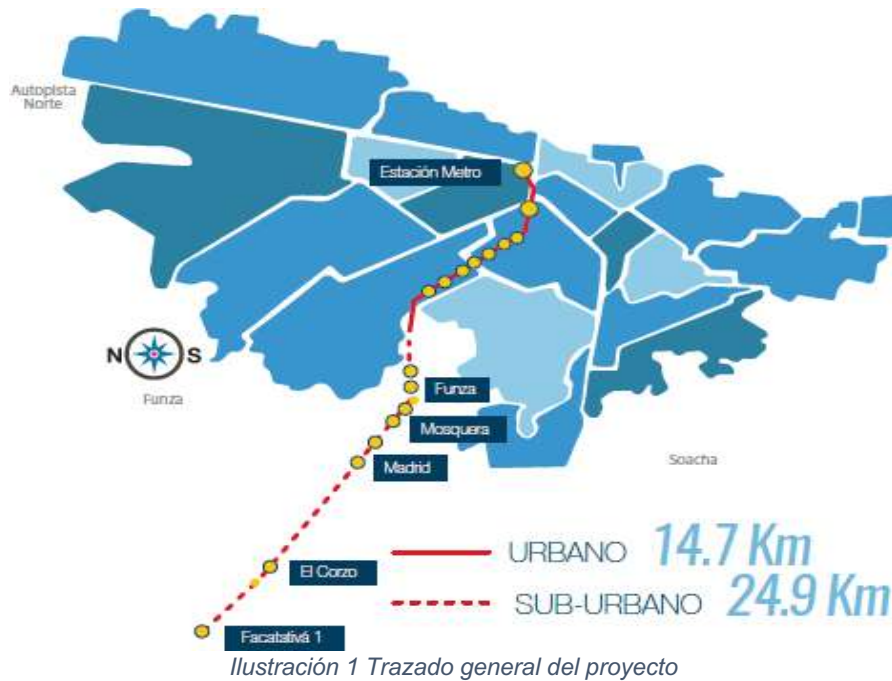 Autopista
Norte
Estación Metro
N S
Funza
Funza
Mosquera
Soacha
Madrid
URBANO 14.7 Km
El Corzo
SUB-URBANO 24.9 Km
Facatativá 1
Ilustración 1 Trazado general del proyecto